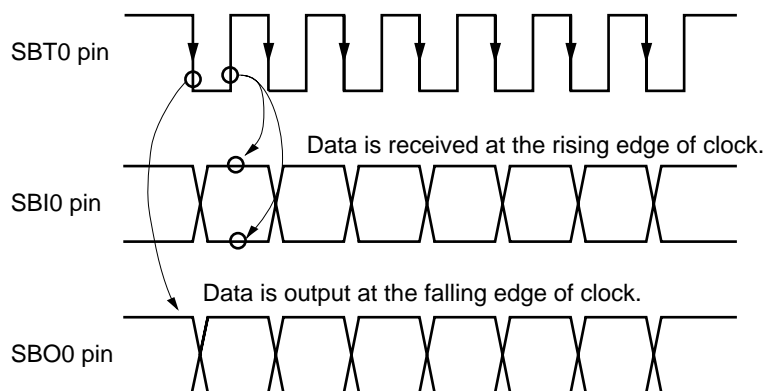 SBT0 pin
Data is received at the rising edge of clock.
SBI0 pin
Data is output at the falling edge of clock.
SBO0 pin